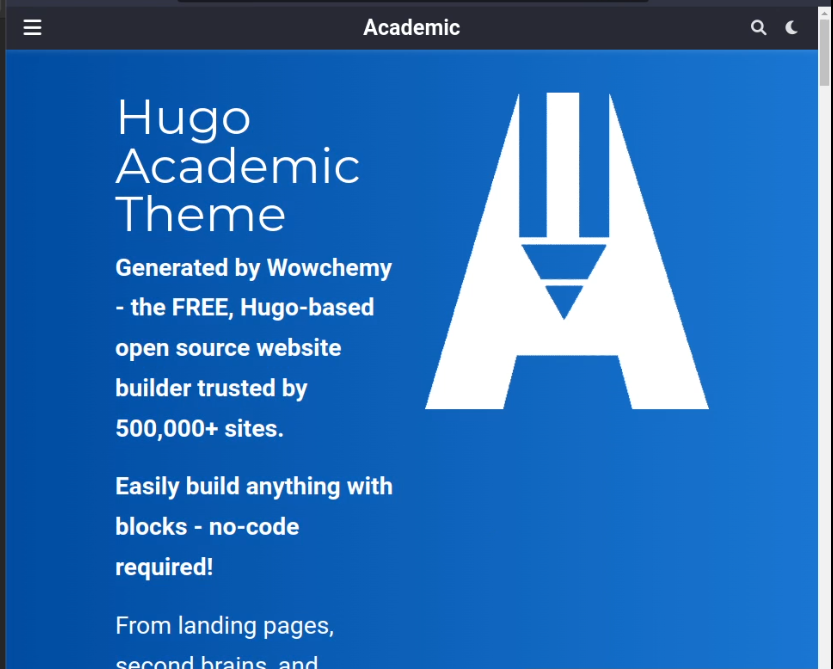 Academic
Hugo
Academic
Theme
Generated by Wowchemy
- the FREE, Hugo-based
open source website
builder trusted by
500,000+ sites.
Easily build anything with
blocks - no-code
required!
From landing pages,
second brains, and